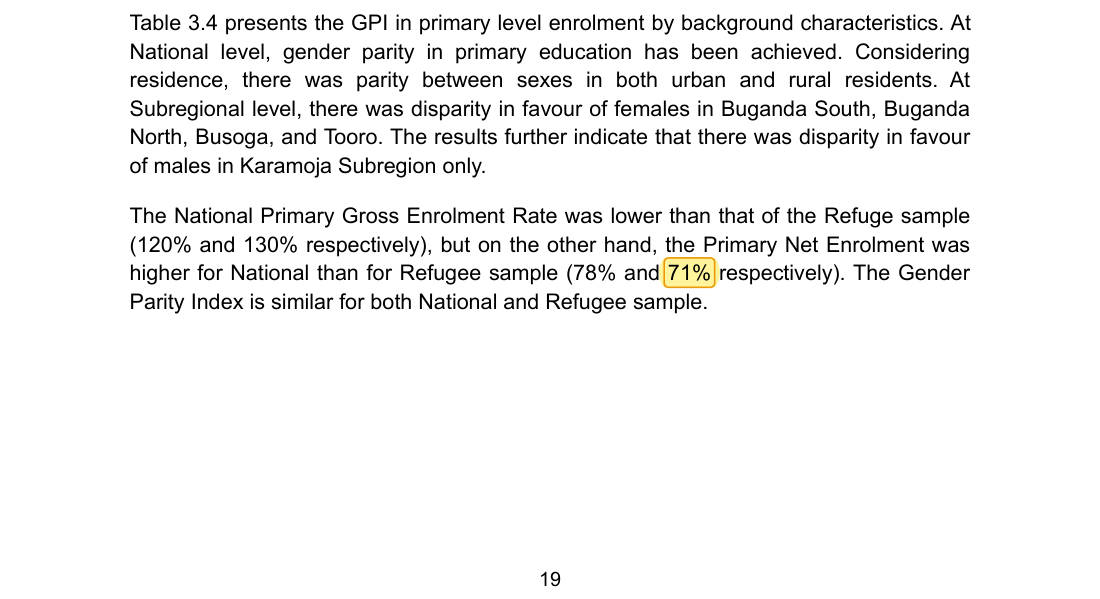 Table 3.4 presents the GPI in primary level enrolment by background characteristics. At
National level, gender parity in primary education has been achieved. Considering
residence, there was parity between sexes in both urban and rural residents. At
Subregional level, there was disparity in favour of females in Buganda South, Buganda
North, Busoga, and Tooro. The results further indicate that there was disparity in favour
of males in Karamoja Subregion only.
The National Primary Gross Enrolment Rate was lower than that of the Refuge sample
(120% and 130% respectively), but on the other hand, the Primary Net Enrolment was
higher for National than for Refugee sample (78% and 71% respectively). The Gender
Parity Index is similar for both National and Refugee sample.
19